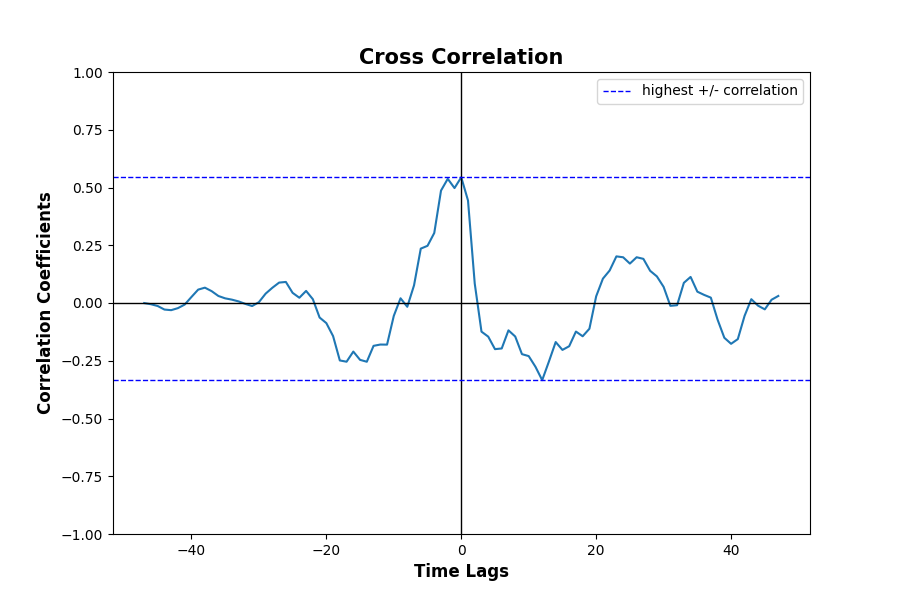 Cross Correlation
highest +/- correlation
1.00
0.75
0.50
0.25
0.00
−0.25
−0.50
−0.75
−1.00
Correlation Coefficients
−40 −20 0 20 40
Time Lags